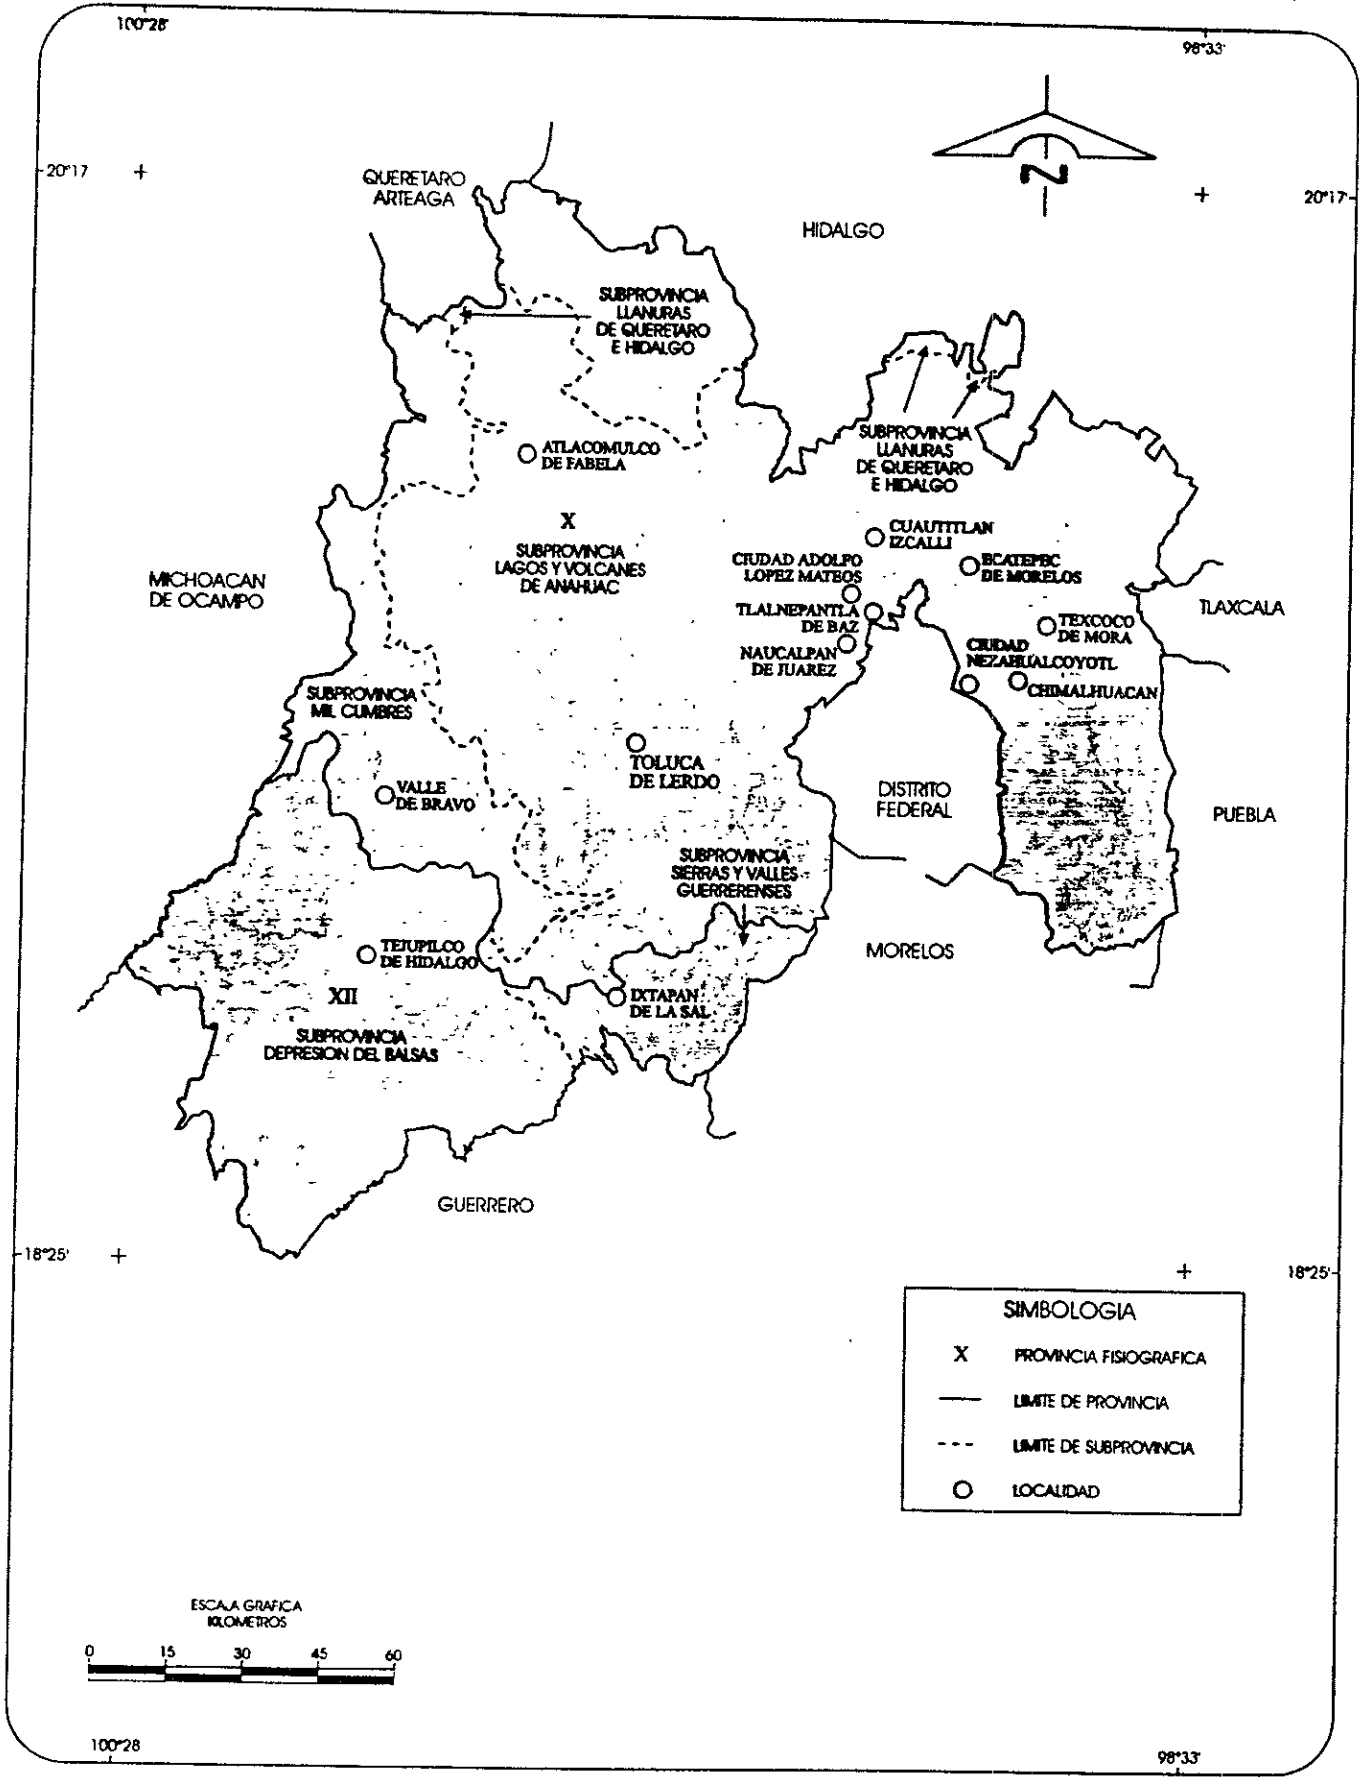 100°28'
98°33'
20°17'
20°17'
QUERETARO
ARTEAGA
HIDALGO
N
SUBPROVINCIA
LLANURAS
DE QUERETARO
E HIDALGO
SUBPROVINCIA
LLANURAS
DE QUERETARO
E HIDALGO
ATLACOMULCO
DE FABELA
X
SUBPROVINCIA
LAGOS Y VOLCANES
DE ANAHUAC
CUAUTITLAN
IZCALLI
CIUDAD ADOLFO
LOPEZ MATEOS
ECATEPEC
DE MORELOS
MICHOACAN
DE OCAMPO
TLALNEPANTLA
DE BAZ
TLAXCALA
TEXCOCO
DE MORA
NAUCALPAN
DE JUAREZ
CIUDAD
NEZAHUALCOYOTL
CHIMALHUACAN
SUBPROVINCIA
MIL CUMBRES
TOLUCA
DE LERDO
VALLE
DE BRAVO
DISTRITO
FEDERAL
PUEBLA
SUBPROVINCIA
SIERRAS Y VALLES
GUERRERENSES
TEJUPILCO
DE HIDALGO
MORELOS
XII
IXTAPAN
DE LA SAL
SUBPROVINCIA
DEPRESION DEL BALSAS
GUERRERO
18°25'
18°25'
SIMBOLOGIA
X PROVINCIA FISIOGRAFICA
LIMITE DE PROVINCIA
LIMITE DE SUBPROVINCIA
LOCALIDAD
ESCALA GRAFICA
KILOMETROS
0 15 30 45 60
100°28
98°33'